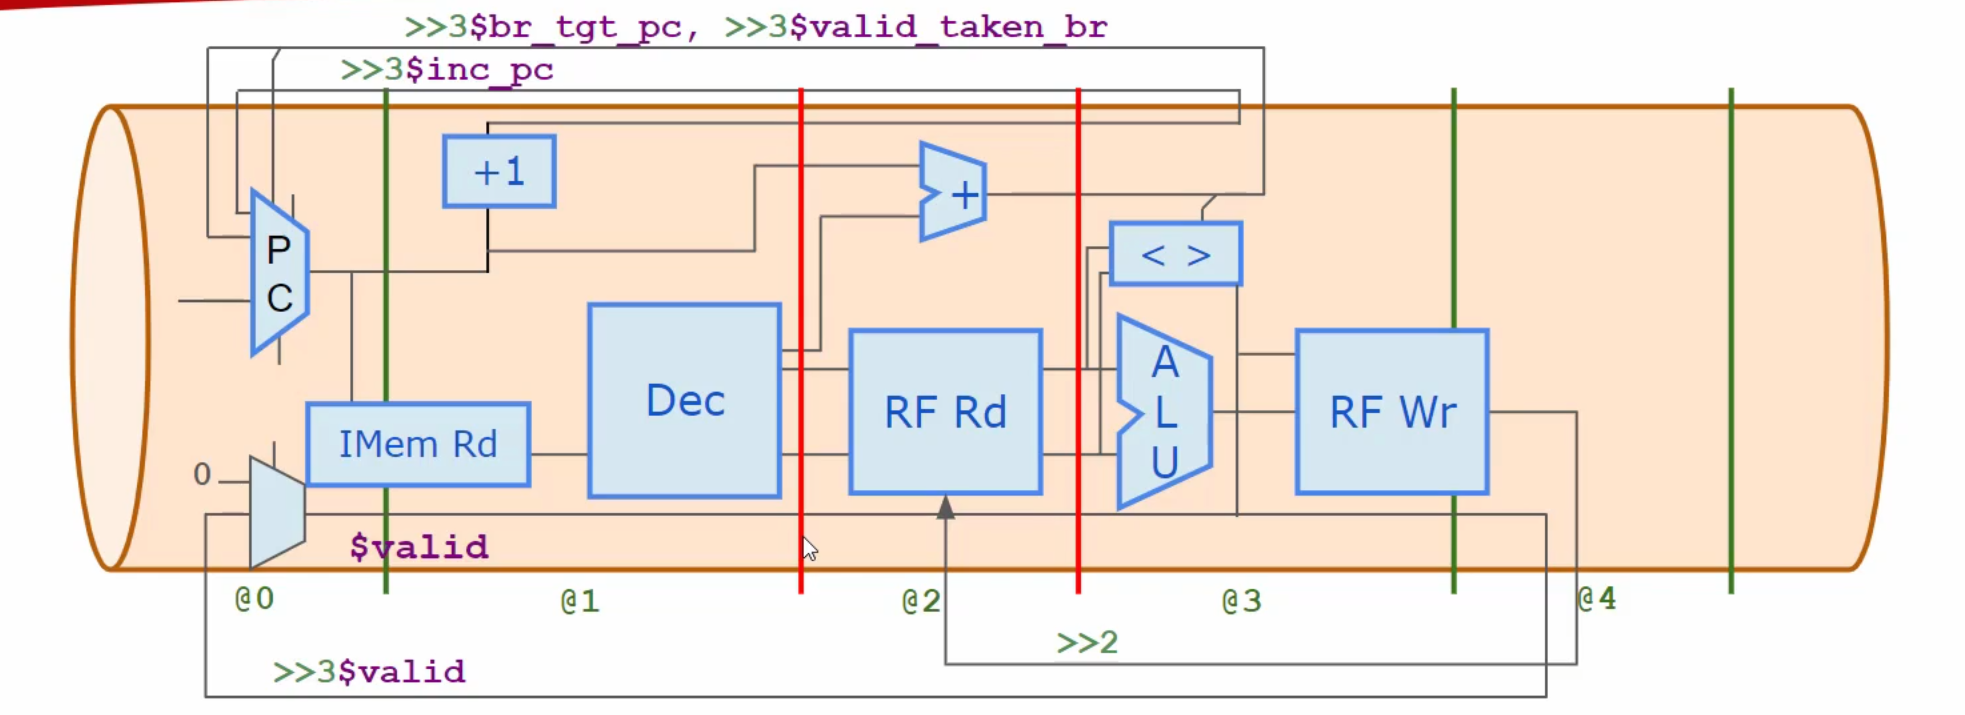 >>3$br_tgt_pc, >>3$valid_taken_br
>>3$inc_pc
+1
+
P
C
< >
Dec
RF Rd
A
L
U
RF Wr
IMem Rd
0
$valid
@0
@1
@2
@3
@4
>>2
>>3$valid